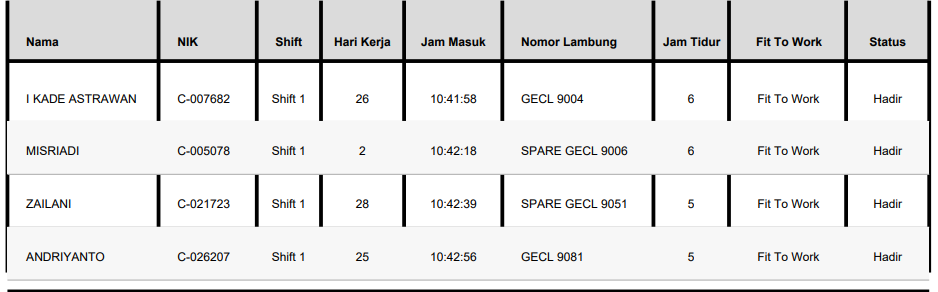 Nama NIK Shift Hari Kerja Jam Masuk Nomor Lambung Jam Tidur Fit To Work Status
I KADE ASTRAWAN C-007682 Shift 1 26 10:41:58 GECL 9004 6 Fit To Work Hadir
MISRIADI C-005078 Shift 1 2 10:42:18 SPARE GECL 9006 6 Fit To Work Hadir
ZAILANI C-021723 Shift 1 28 10:42:39 SPARE GECL 9051 5 Fit To Work Hadir
ANDRIYANTO C-026207 Shift 1 25 10:42:56 GECL 9081 5 Fit To Work Hadir